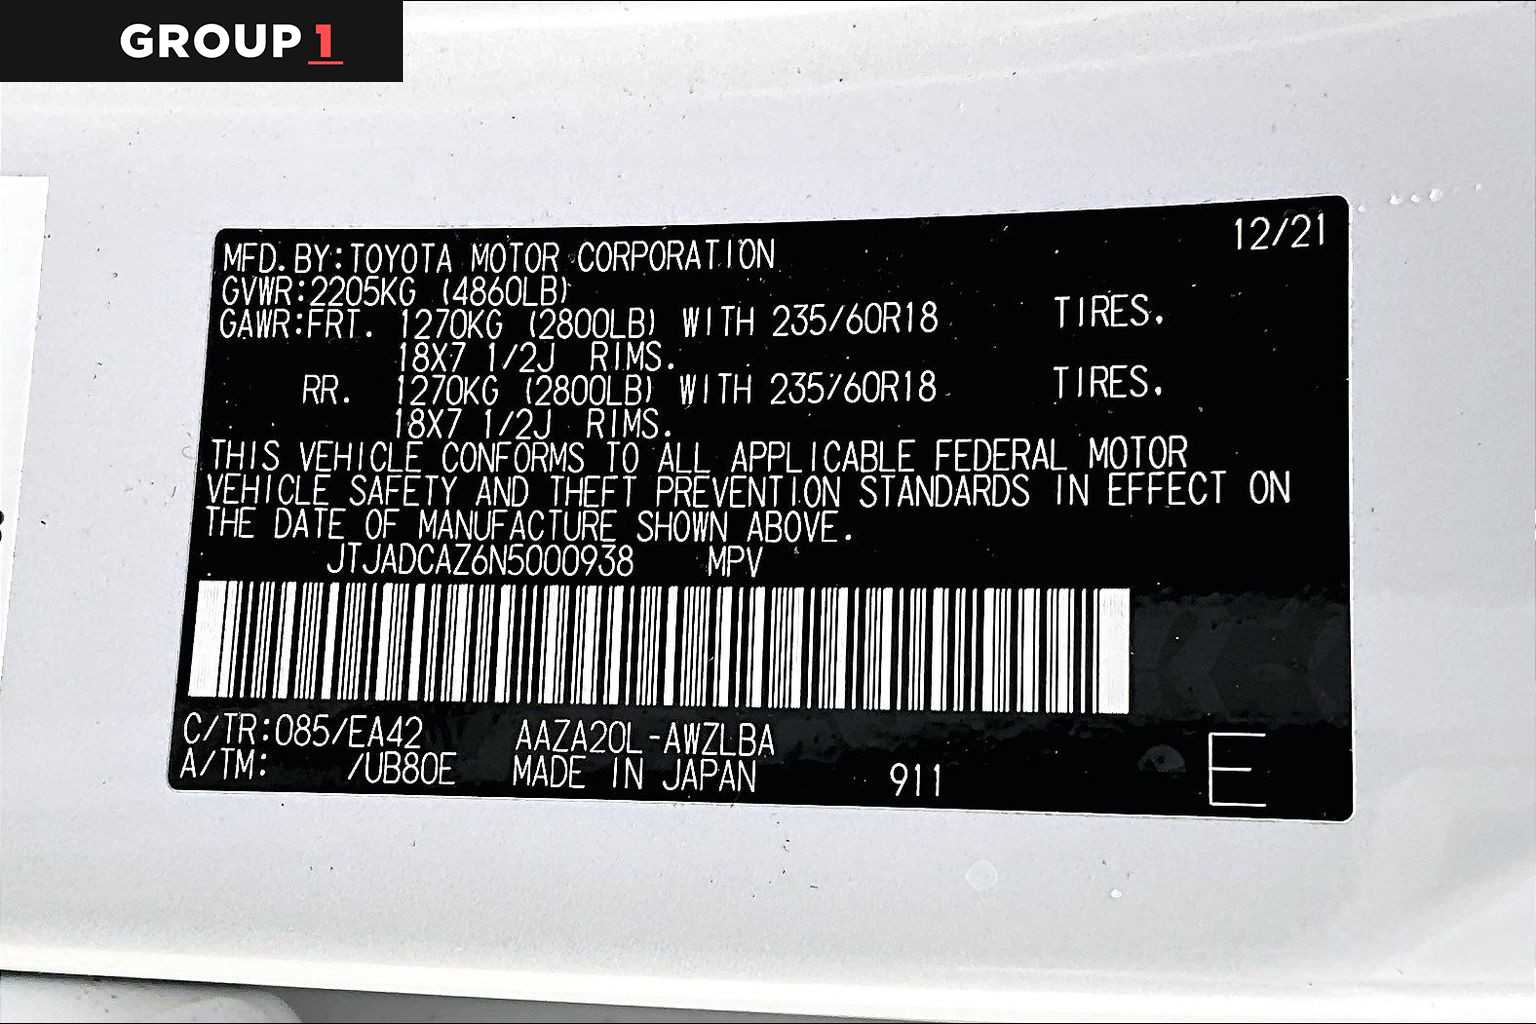 GROUP 1
12/21
MFD. BY:TOYOTA MOTOR CORPORATION
GVWR:2205KG (4860LB)
GAWR:FRT. 1270KG (2800LB) WITH 235/60R18 TIRES.
18X7 1/2J RIMS.
RR. 1270KG (2800LB) WITH 235/60R18 TIRES.
18X7 1/2J RIMS.
THIS VEHICLE CONFORMS TO ALL APPLICABLE FEDERAL MOTOR
VEHICLE SAFETY AND THEFT PREVENTION STANDARDS IN EFFECT ON
THE DATE OF MANUFACTURE SHOWN ABOVE.
JTJADCAZ6N5000938 MPV
C/TR:085/EA42 AAZA20L-AWZLBA
A/TM: /UB80E MADE IN JAPAN 911 E